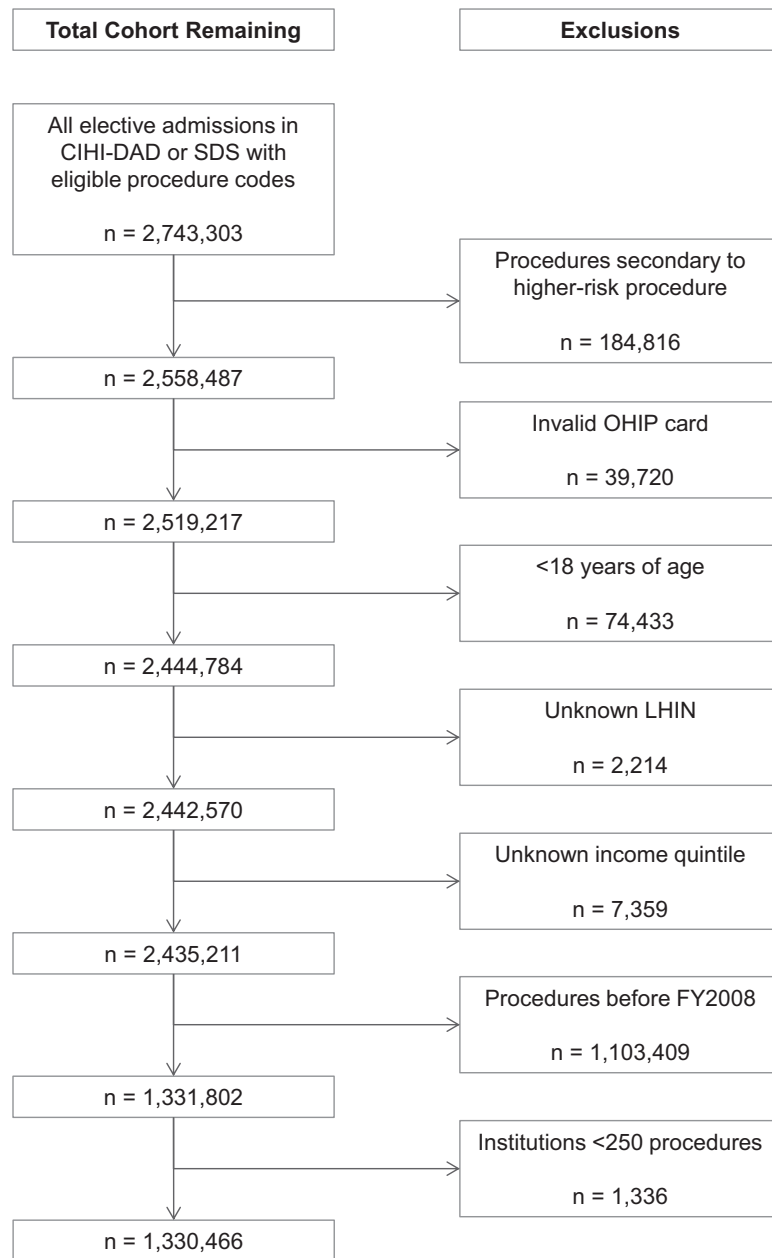 Total Cohort Remaining
Exclusions
All elective admissions in
CIHI-DAD or SDS with
eligible procedure codes
n = 2,743,303
Procedures secondary to
higher-risk procedure
n = 184,816
n = 2,558,487
Invalid OHIP card
n = 39,720
n = 2,519,217
<18 years of age
n = 74,433
n = 2,444,784
Unknown LHIN
n = 2,214
n = 2,442,570
Unknown income quintile
n = 7,359
n = 2,435,211
Procedures before FY2008
n = 1,103,409
n = 1,331,802
Institutions <250 procedures
n = 1,336
n = 1,330,466